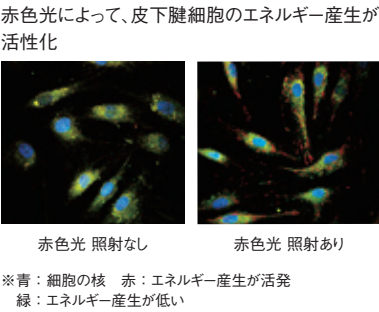 赤色光によって、皮下腱細胞のエネルギー産生が
活性化
赤色光 照射なし
赤色光 照射あり
※青：細胞の核　赤：エネルギー産生が活発
緑：エネルギー産生が低い